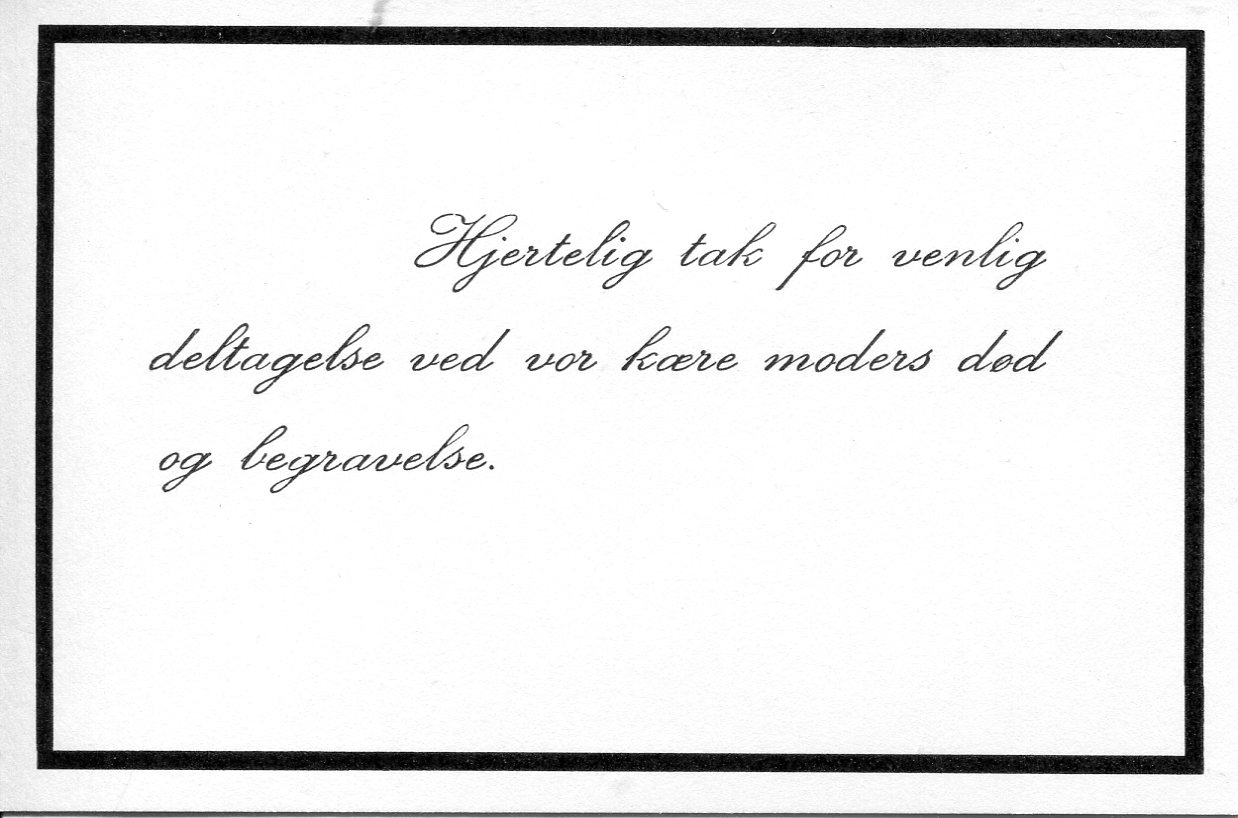 Hjertelig tak for venlig
deltagelse ved vor kære moders død
og begravelse.